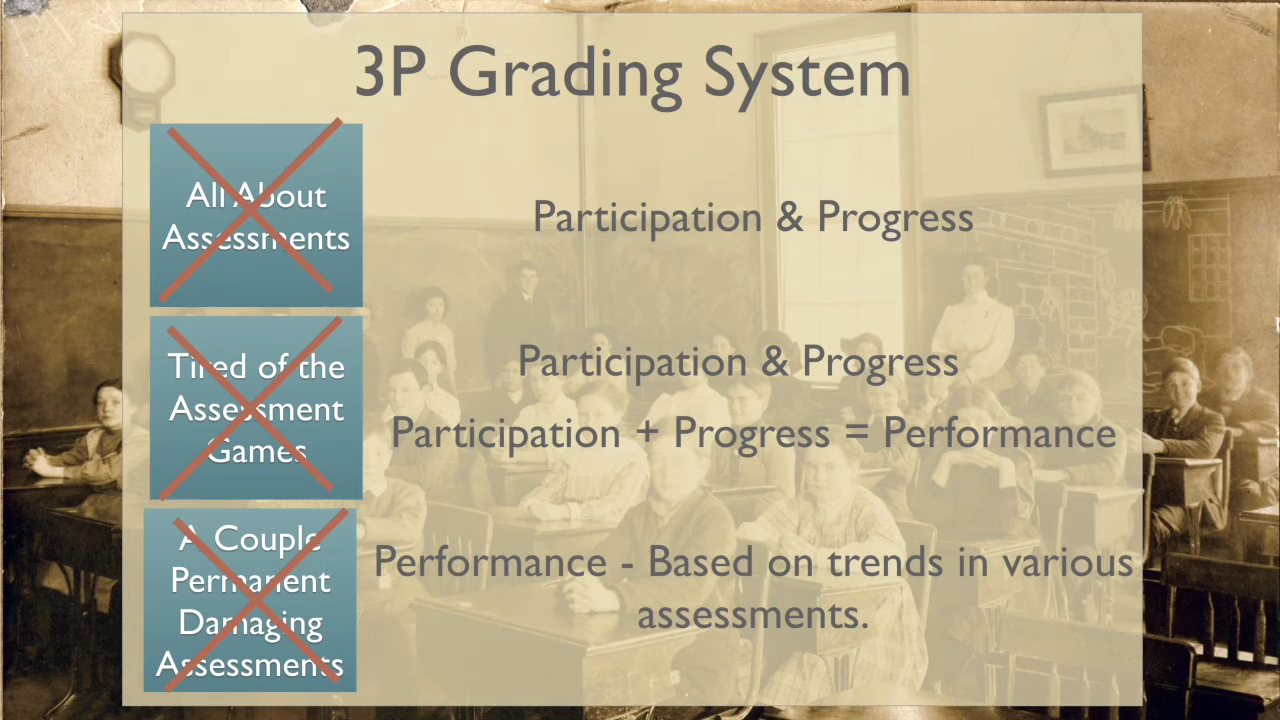 3P Grading System
All About
Assessments
Participation & Progress
Tired of the
Assessment
Games
Participation & Progress
Participation + Progress = Performance
A Couple
Permanent
Damaging
Assessments
Performance - Based on trends in various
assessments.